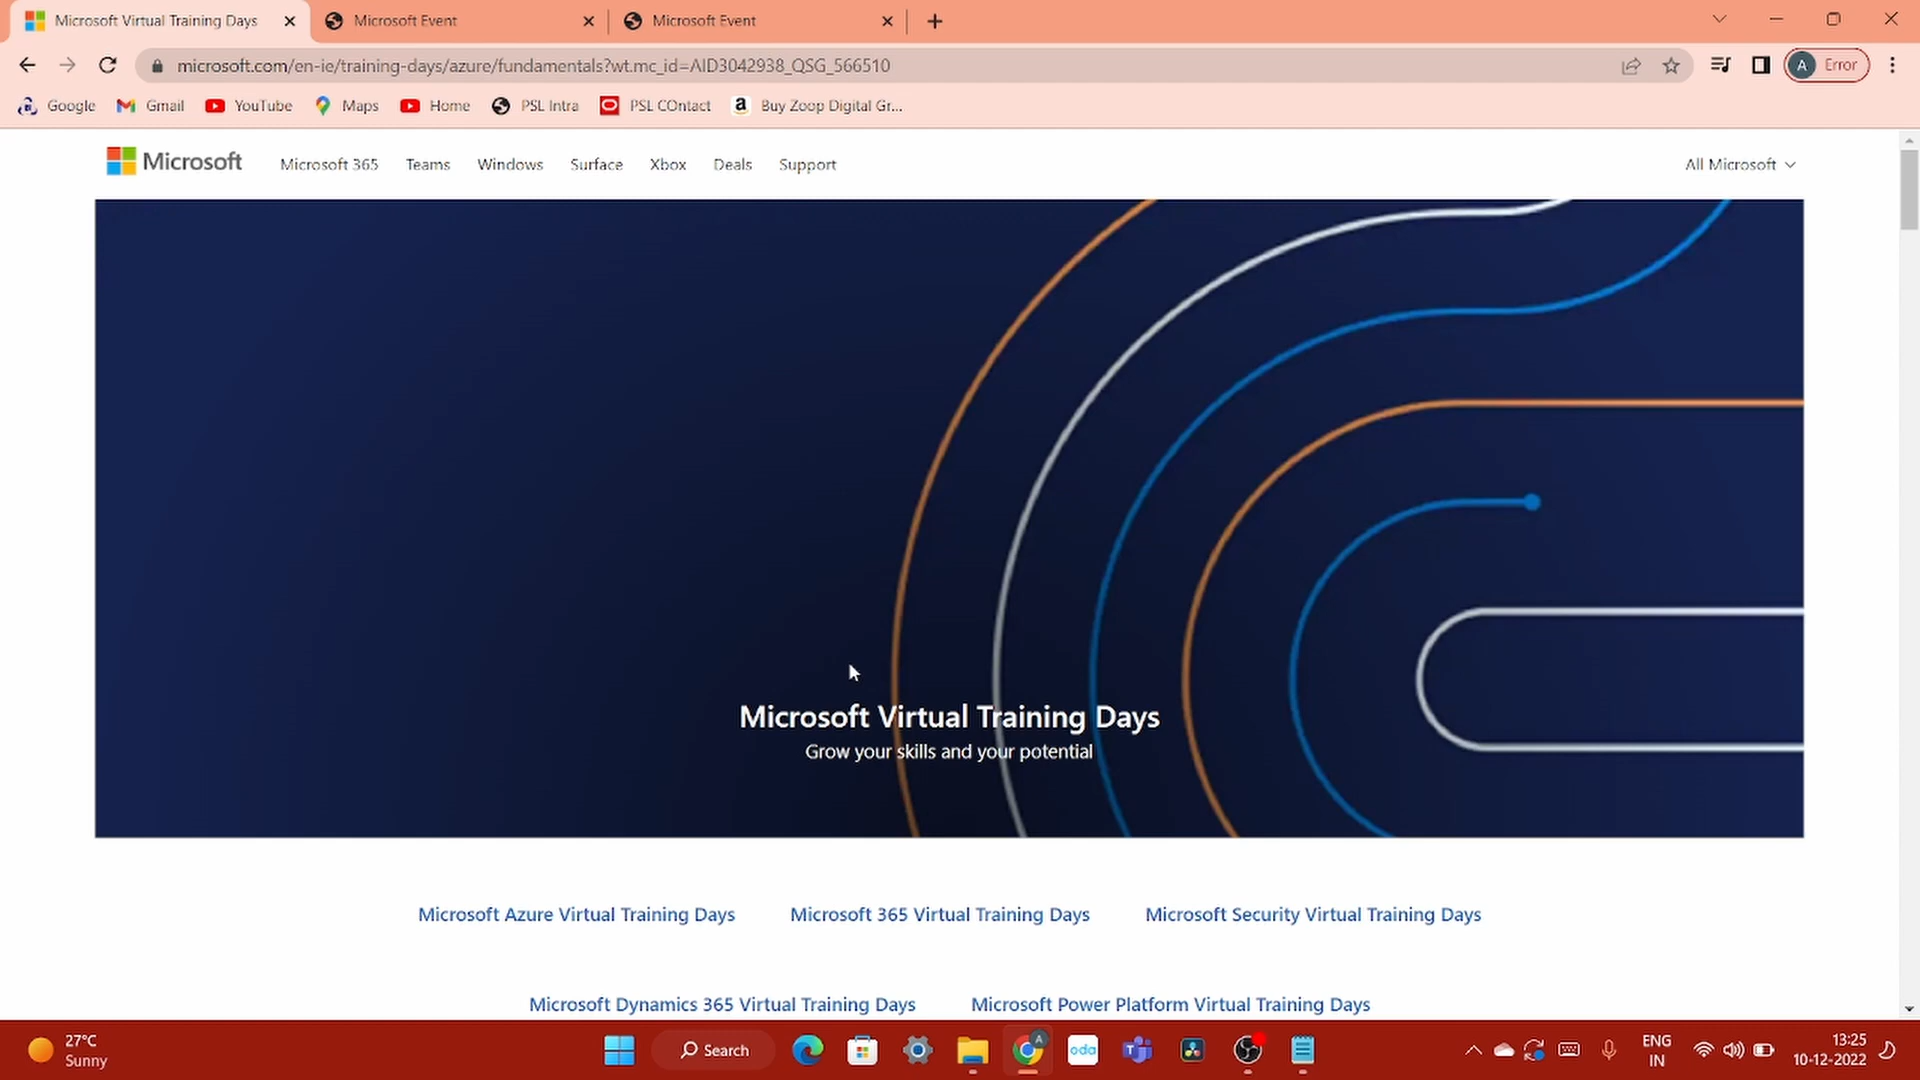 Microsoft Virtual Training Days
Microsoft Event
Microsoft Event
microsoft.com/en-ie/training-days/azure/fundamentals?wt.mc_id=AID3042938_QSG_566510
A Error
Google Gmail YouTube Maps Home PSL Intra PSL COntact Buy Zoop Digital Gr...
Microsoft Microsoft 365 Teams Windows Surface Xbox Deals Support All Microsoft
Microsoft Virtual Training Days
Grow your skills and your potential
Microsoft Azure Virtual Training Days Microsoft 365 Virtual Training Days Microsoft Security Virtual Training Days
Microsoft Dynamics 365 Virtual Training Days Microsoft Power Platform Virtual Training Days
27°C
Sunny
Search
A
oda
ENG
IN
13:25
10-12-2022